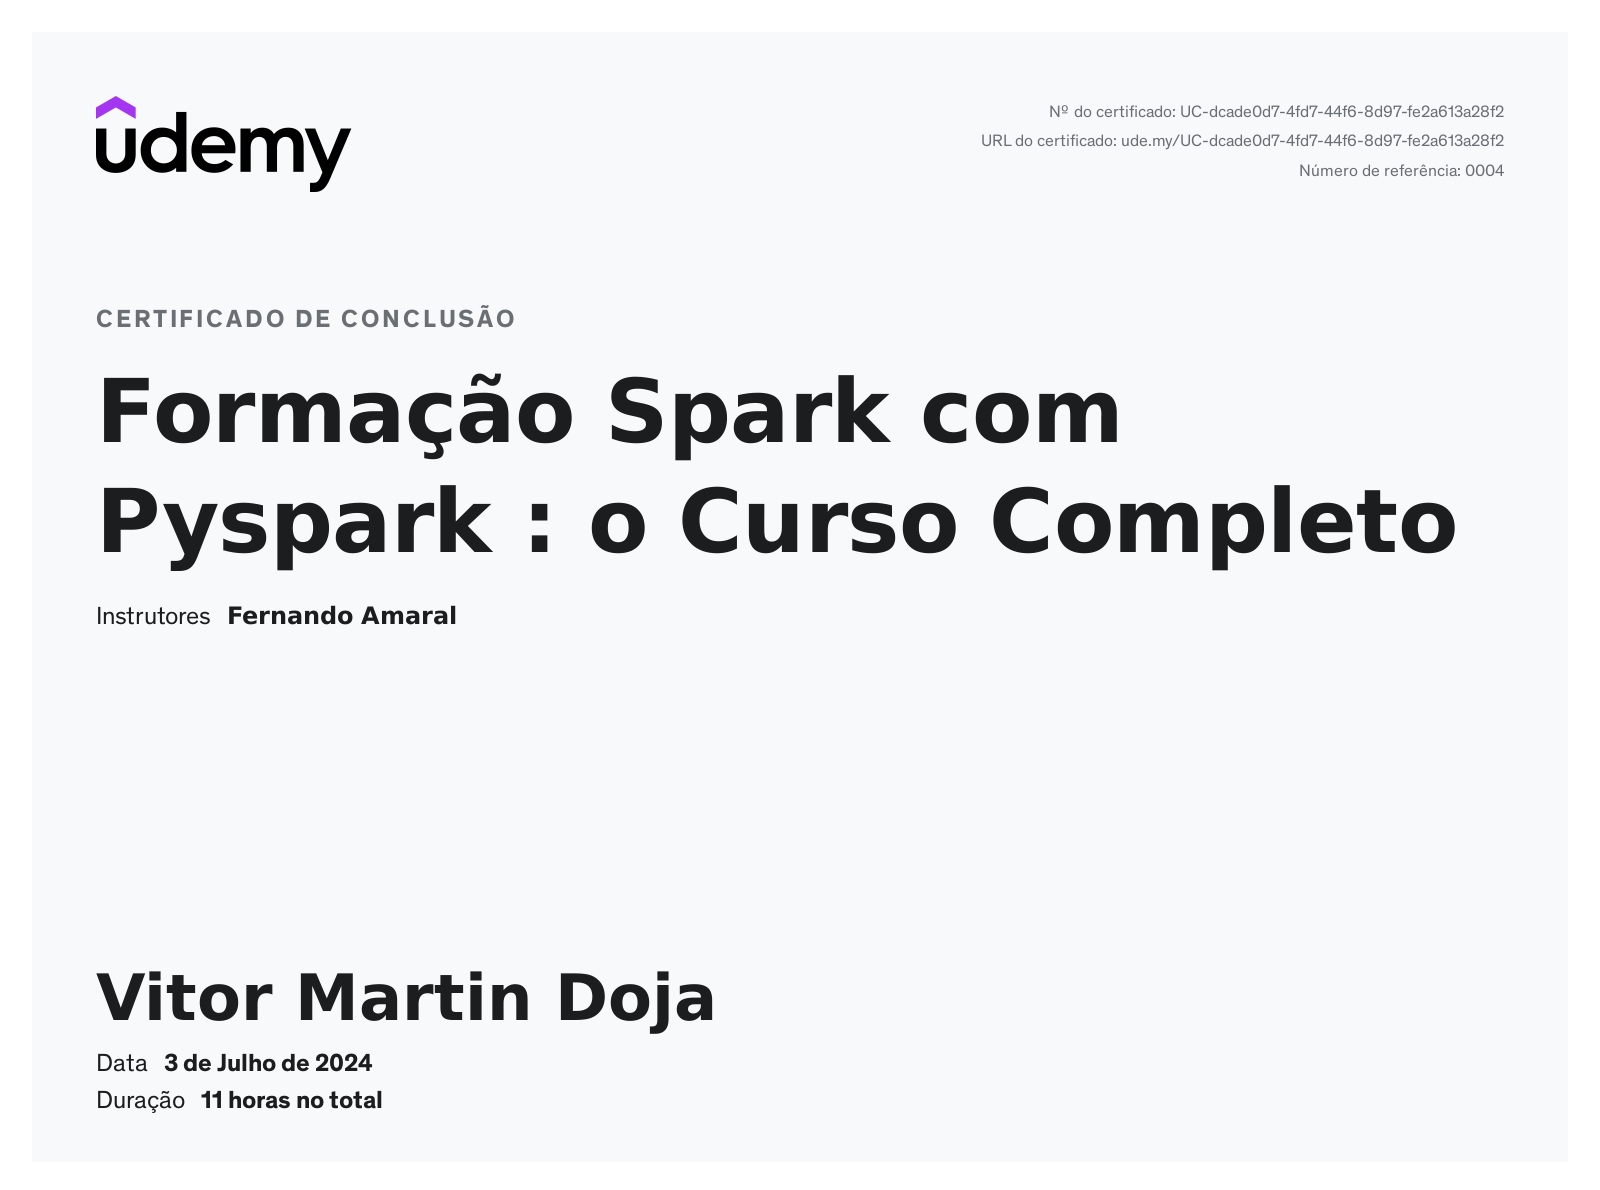 udemy
Nº do certificado: UC-dcade0d7-4fd7-44f6-8d97-fe2a613a28f2
URL do certificado: ude.my/UC-dcade0d7-4fd7-44f6-8d97-fe2a613a28f2
Número de referência: 0004
CERTIFICADO DE CONCLUSÃO
Formação Spark com
Pyspark : o Curso Completo
Instrutores Fernando Amaral
Vitor Martin Doja
Data 3 de Julho de 2024
Duração 11 horas no total